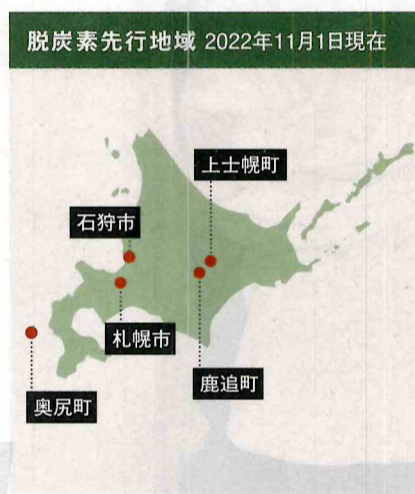 脱炭素先行地域 2022年11月1日現在
上士幌町
石狩市
札幌市
鹿追町
奥尻町